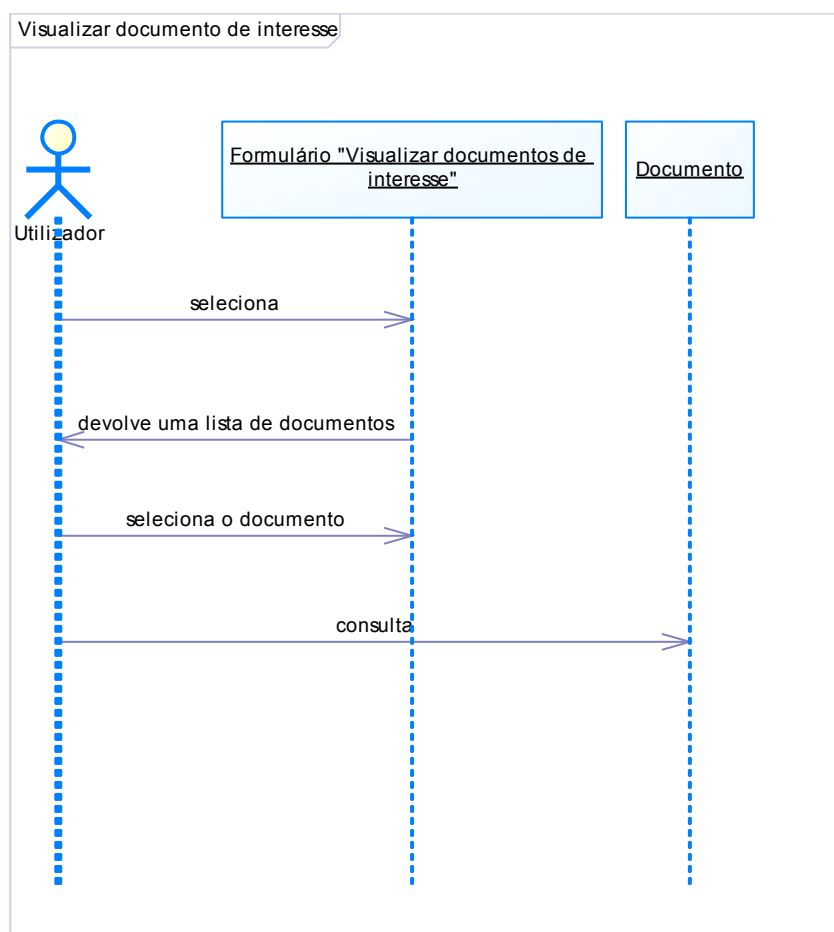 Visualizar documento de interesse
Formulário "Visualizar documentos de
interesse"
Documento
Utilizador
seleciona
devolve uma lista de documentos
seleciona o documento
consulta